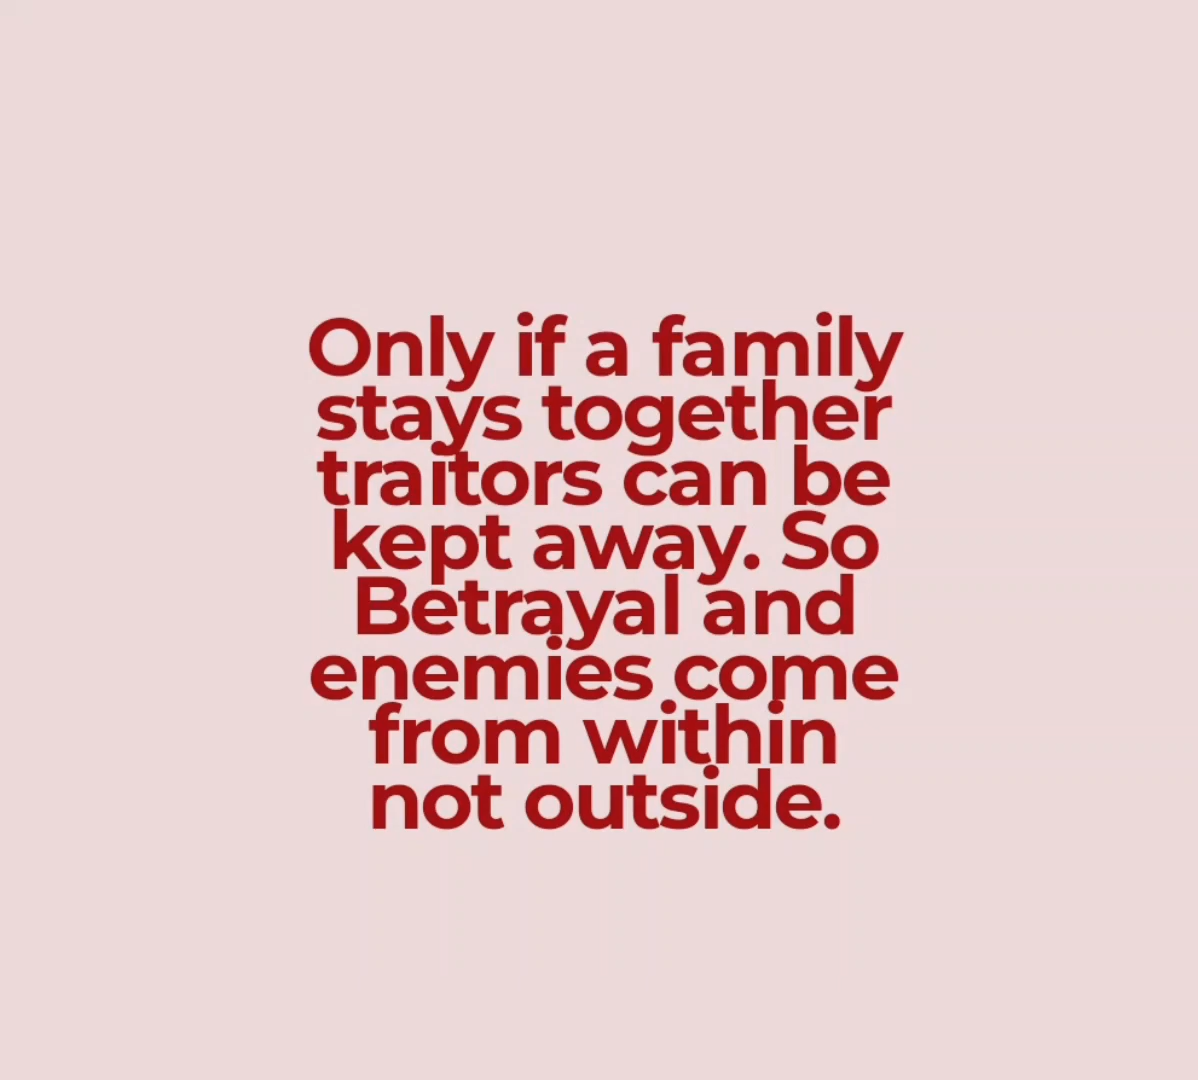 Only if a family
stays together
traitors can be
kept away. So
Betrayal and
enemies come
from within
not outside.